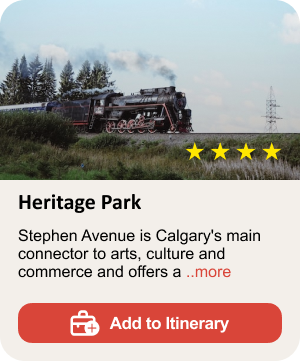 Heritage Park
Stephen Avenue is Calgary's main
connector to arts, culture and
commerce and offers a ..more
Add to Itinerary